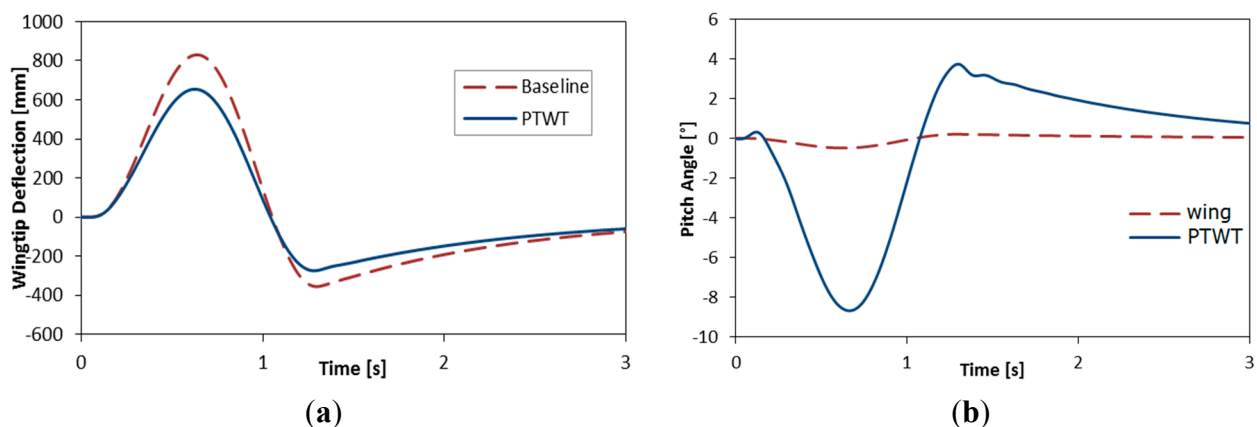 1000
800
600
400
200
0
-200
-400
-600
Wingtip Deflection [mm]
Baseline
PTWT
0 1 2 3
Time [s]
(a)
6
4
2
0
-2
-4
-6
-8
-10
Pitch Angle [°]
wing
PTWT
0 1 2 3
Time [s]
(b)